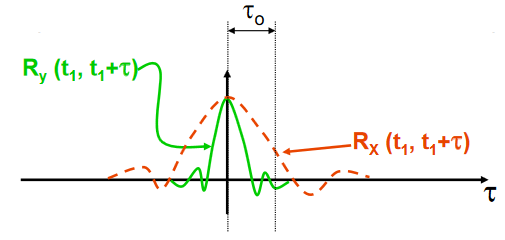 τo
Ry (t1, t1+τ)
Rx (t1, t1+τ)
τ